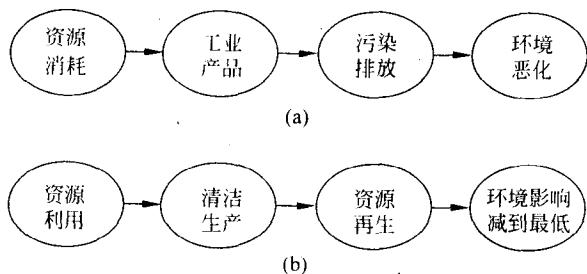 资源 工业 污染 环境
消耗 产品 排放 恶化
(a)
资源 清洁 资源 环境影响
利用 生产 再生 减到最低
(b)